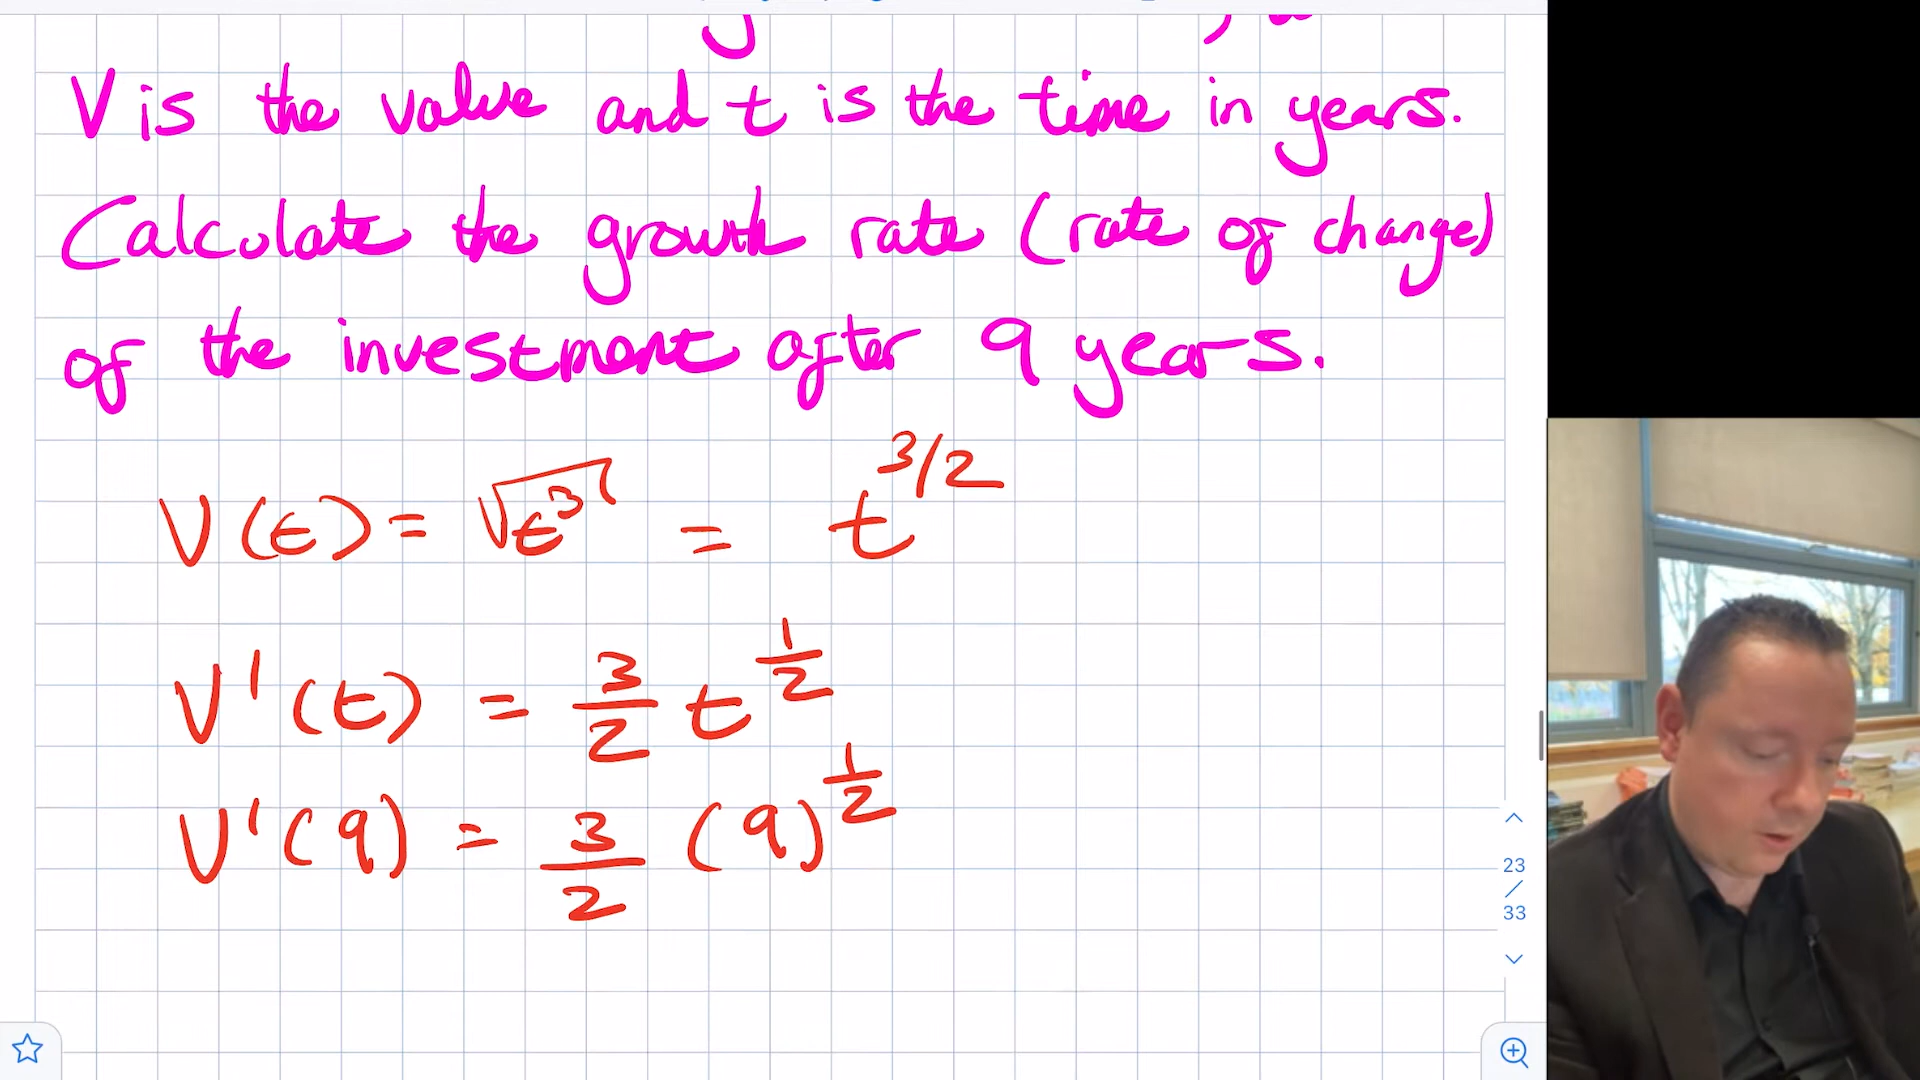 V is the value and t is the time in years.
Calculate the growth rate (rate of change)
of the investment after 9 years.
V(t) = √t³ = t^3/2
V'(t) = 3/2 t^1/2
V'(9) = 3/2 (9)^1/2
23
/
33